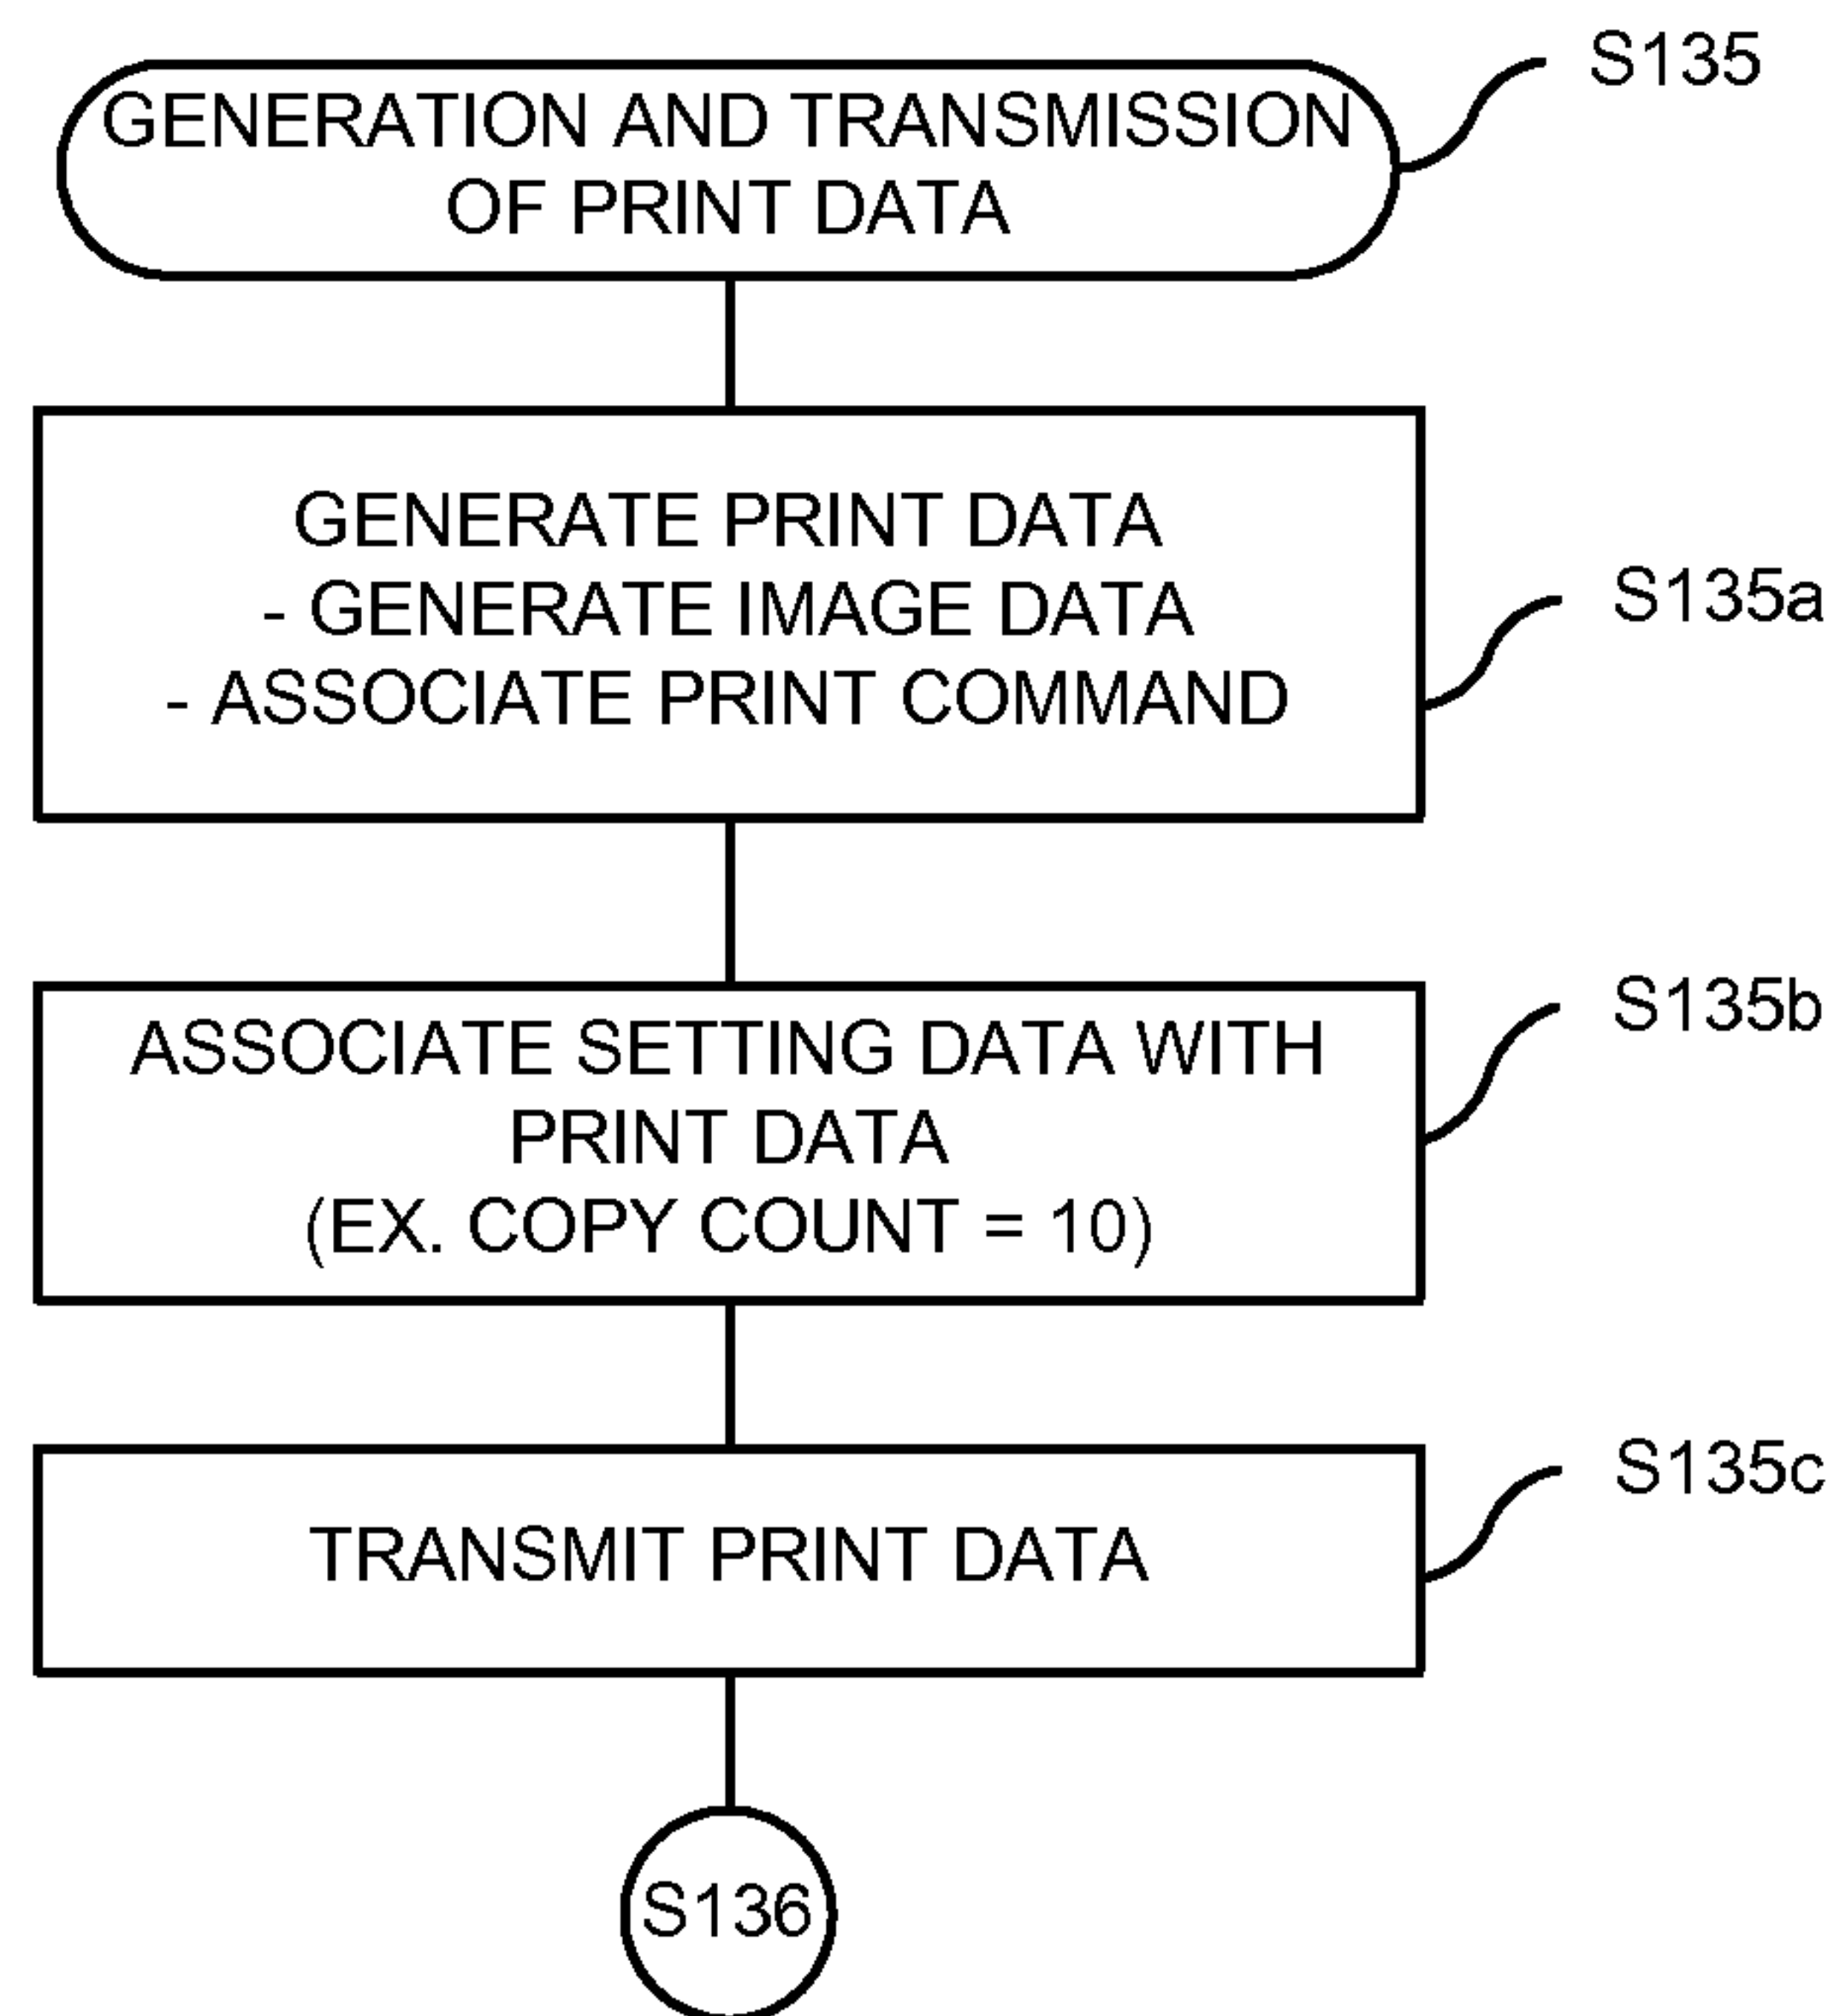 GENERATION AND TRANSMISSION
OF PRINT DATA
S135
GENERATE PRINT DATA
- GENERATE IMAGE DATA
- ASSOCIATE PRINT COMMAND
S135a
ASSOCIATE SETTING DATA WITH
PRINT DATA
(EX. COPY COUNT = 10)
S135b
TRANSMIT PRINT DATA
S135c
S136